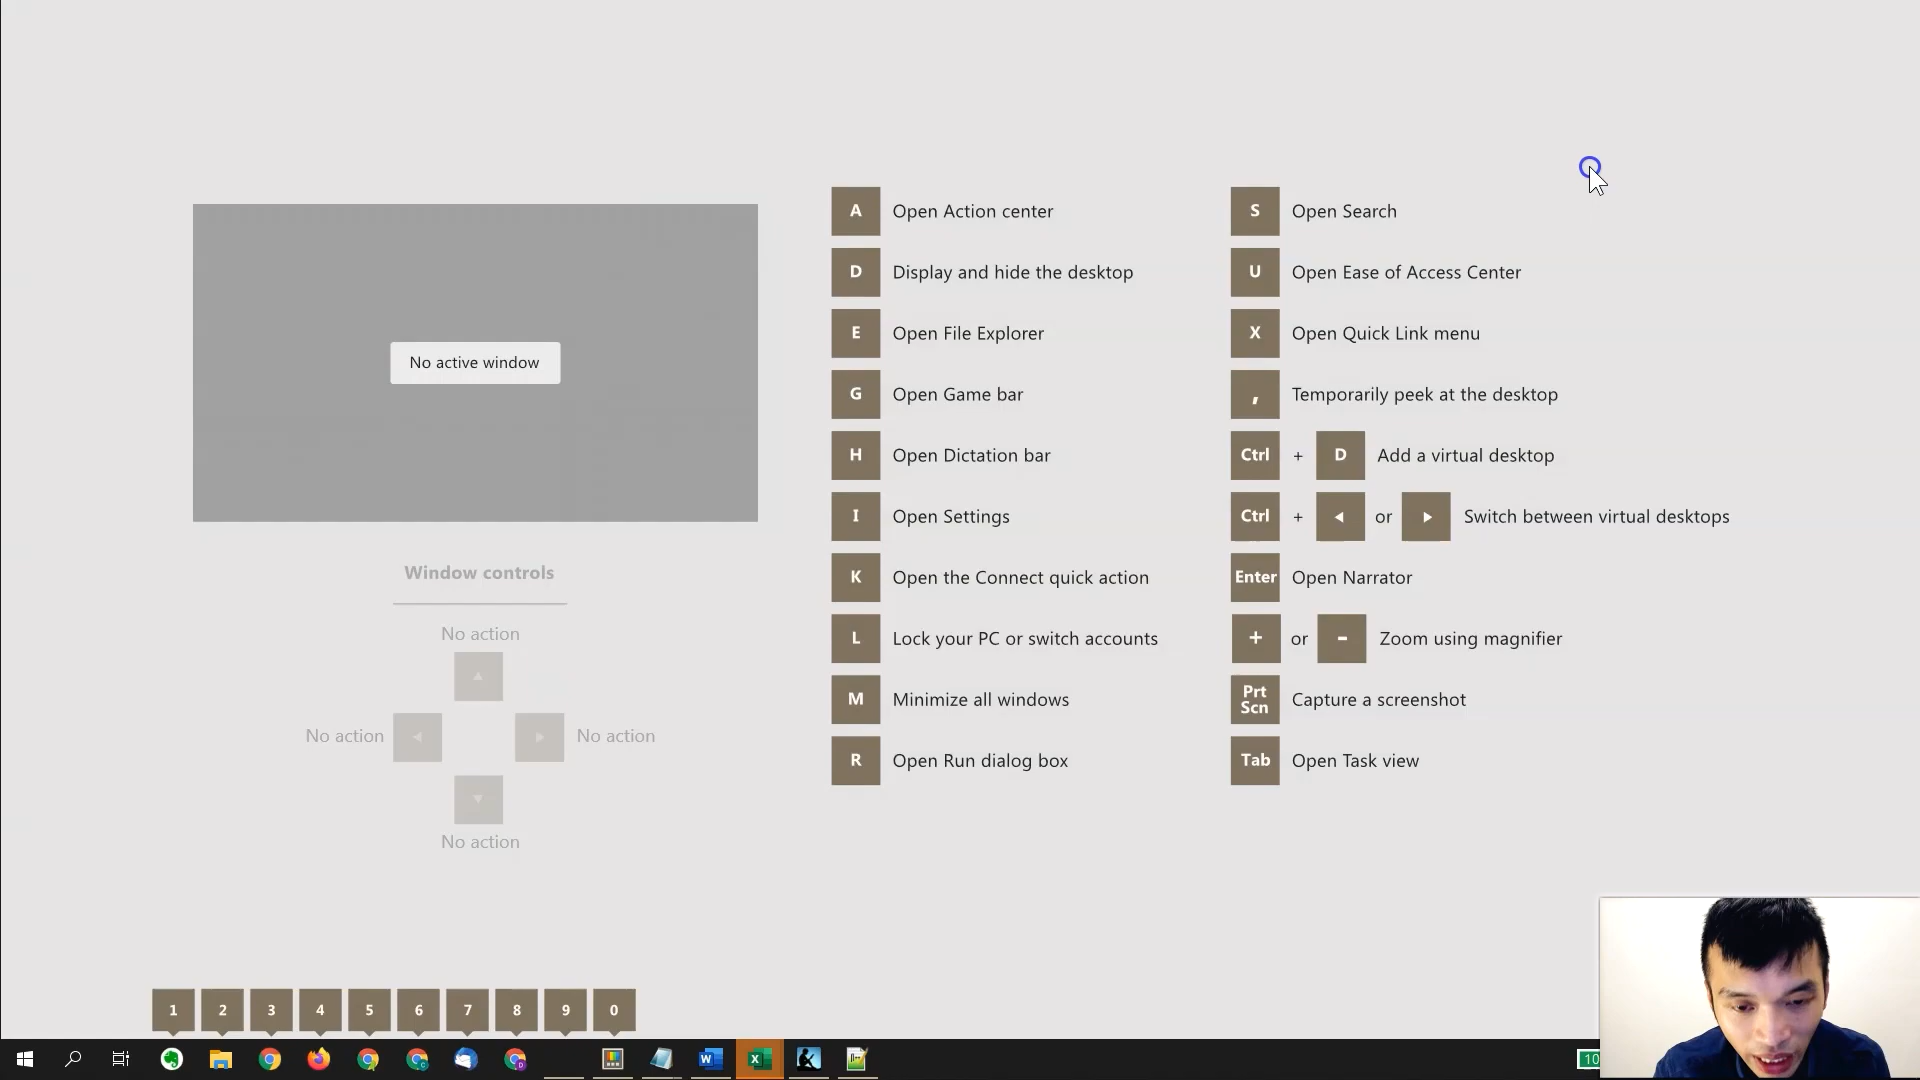 No active window
Window controls
No action
No action
No action
No action
A Open Action center
D Display and hide the desktop
E Open File Explorer
G Open Game bar
H Open Dictation bar
I Open Settings
K Open the Connect quick action
L Lock your PC or switch accounts
M Minimize all windows
R Open Run dialog box
S Open Search
U Open Ease of Access Center
X Open Quick Link menu
, Temporarily peek at the desktop
Ctrl + D Add a virtual desktop
Ctrl + ◄ or ► Switch between virtual desktops
Enter Open Narrator
+ or - Zoom using magnifier
Prt
Scn Capture a screenshot
Tab Open Task view
1 2 3 4 5 6 7 8 9 0
10